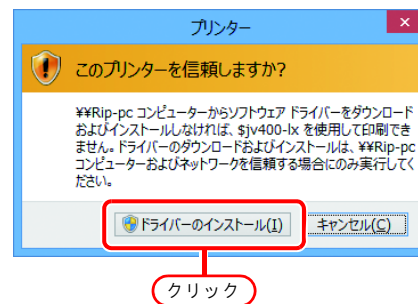 プリンター
このプリンターを信頼しますか?
¥¥Rip-pc コンピューターからソフトウェア ドライバーをダウンロード
およびインストールしなければ、$jv400-lx を使用して印刷でき
ません。ドライバーのダウンロードおよびインストールは、¥¥Rip-pc
コンピューターおよびネットワークを信頼する場合にのみ実行してく
ださい。
ドライバーのインストール(I) キャンセル(C)
クリック